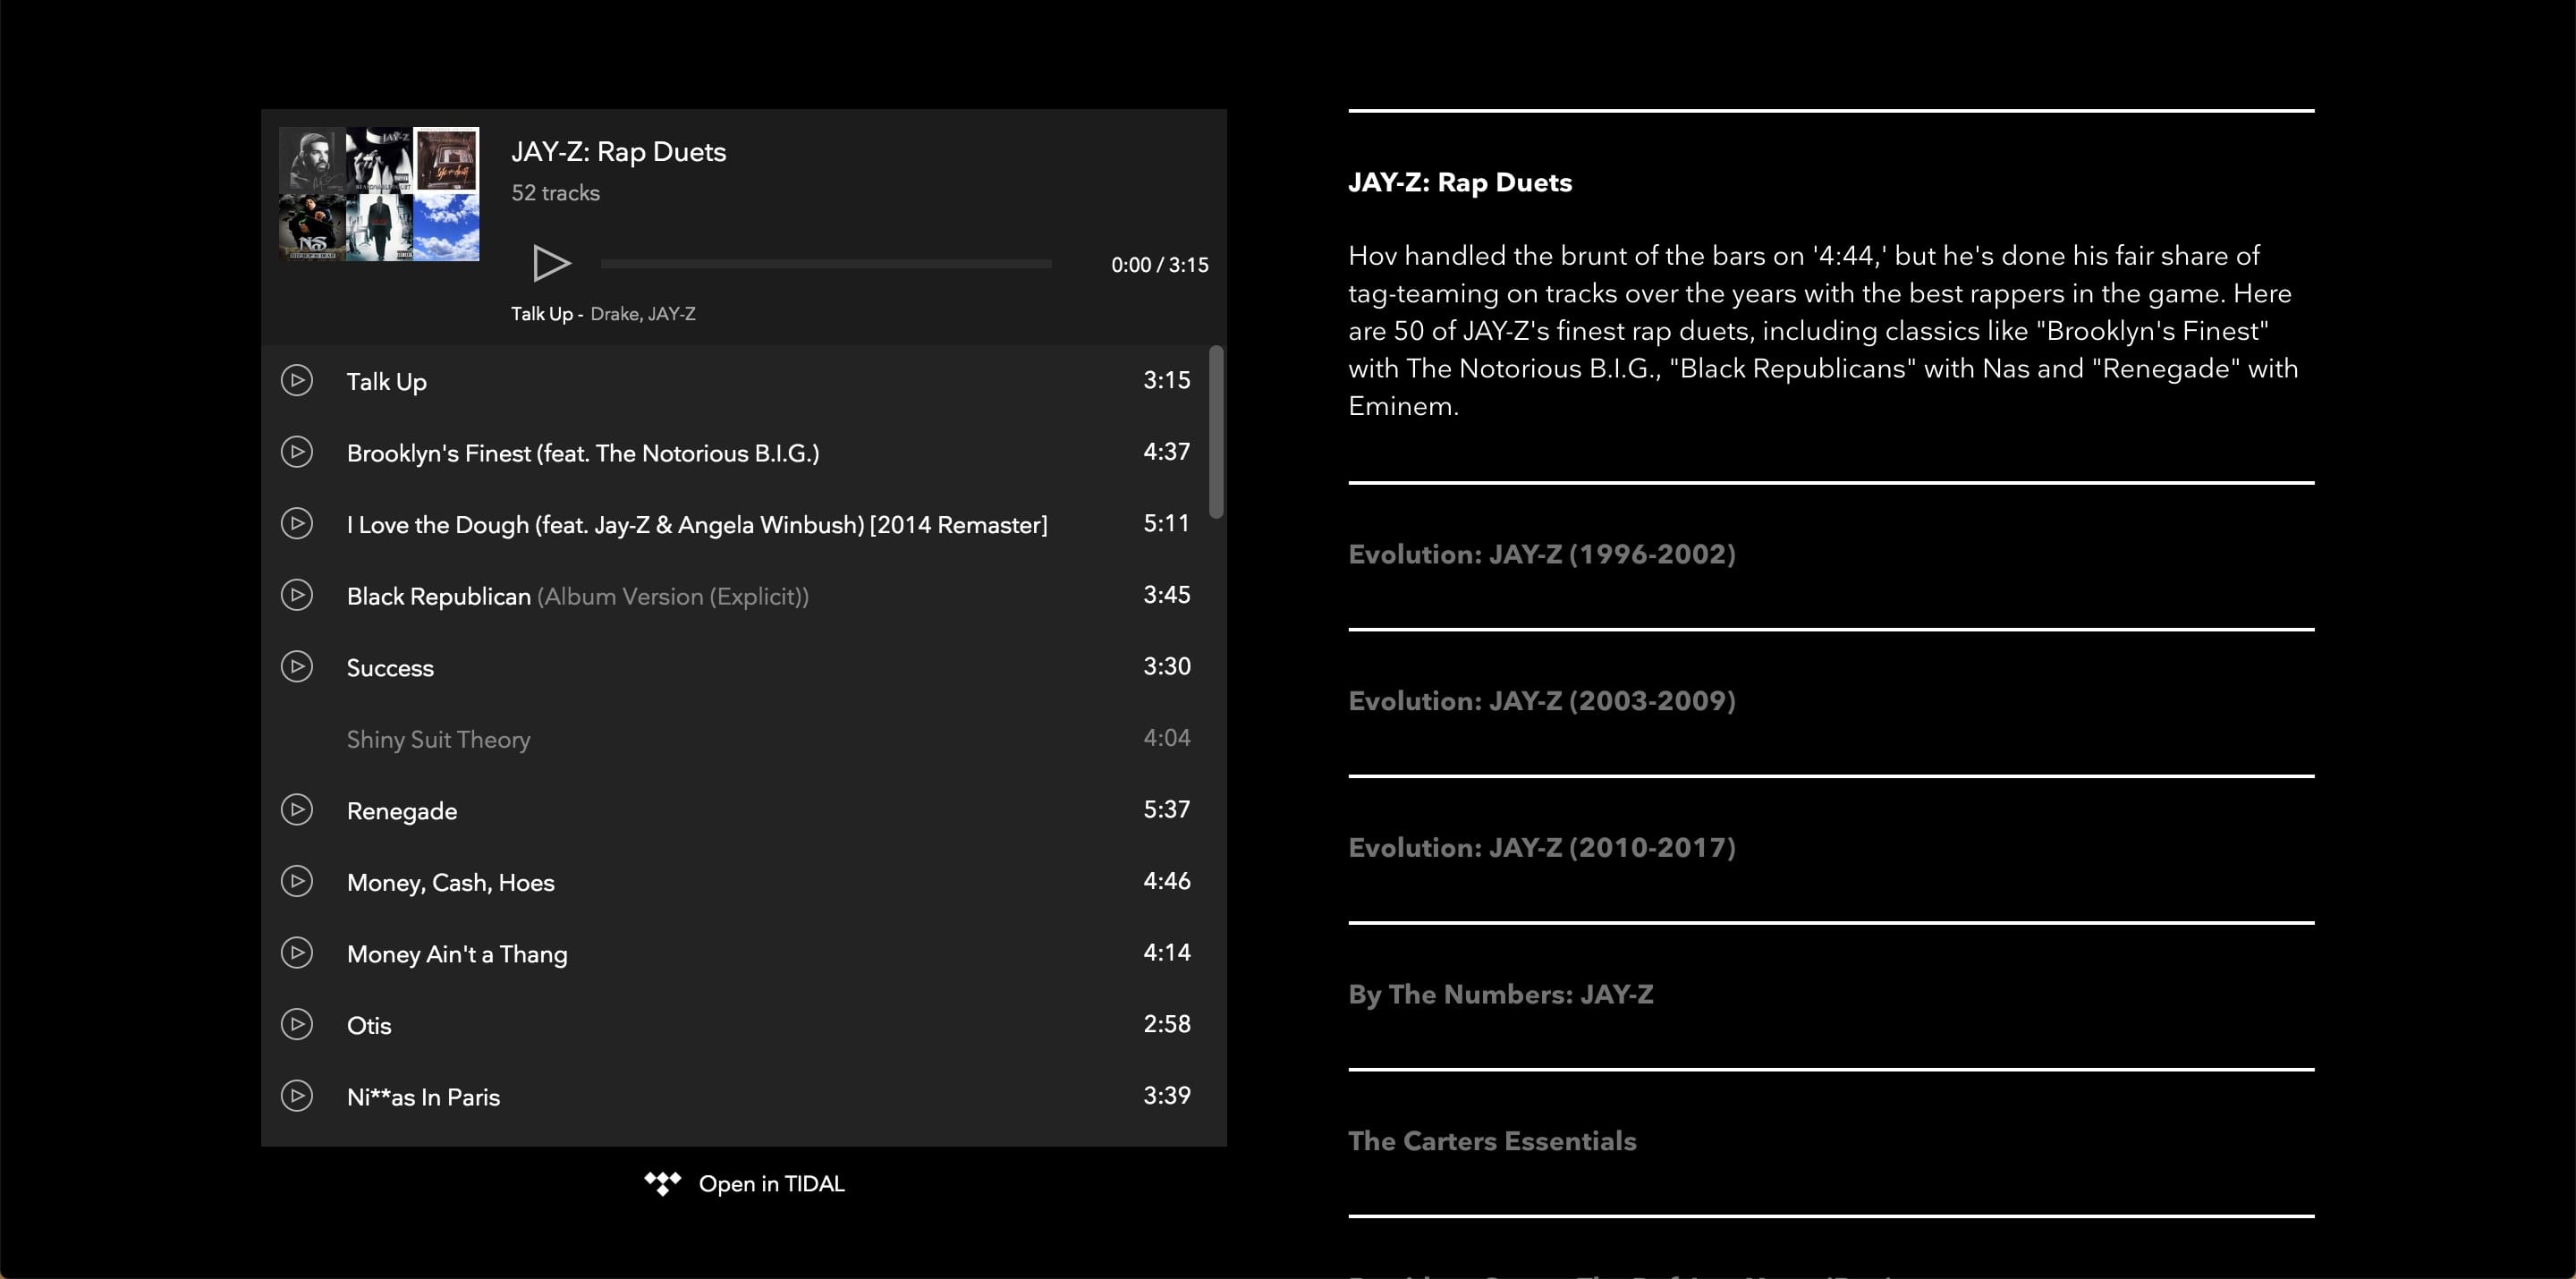 JAY-Z: Rap Duets
52 tracks
0:00 / 3:15
Talk Up - Drake, JAY-Z
Talk Up 3:15
Brooklyn's Finest (feat. The Notorious B.I.G.) 4:37
I Love the Dough (feat. Jay-Z & Angela Winbush) [2014 Remaster] 5:11
Black Republican (Album Version (Explicit)) 3:45
Success 3:30
Shiny Suit Theory 4:04
Renegade 5:37
Money, Cash, Hoes 4:46
Money Ain't a Thang 4:14
Otis 2:58
Ni**as In Paris 3:39
Open in TIDAL
JAY-Z: Rap Duets
Hov handled the brunt of the bars on '4:44,' but he's done his fair share of
tag-teaming on tracks over the years with the best rappers in the game. Here
are 50 of JAY-Z's finest rap duets, including classics like "Brooklyn's Finest"
with The Notorious B.I.G., "Black Republicans" with Nas and "Renegade" with
Eminem.
Evolution: JAY-Z (1996-2002)
Evolution: JAY-Z (2003-2009)
Evolution: JAY-Z (2010-2017)
By The Numbers: JAY-Z
The Carters Essentials